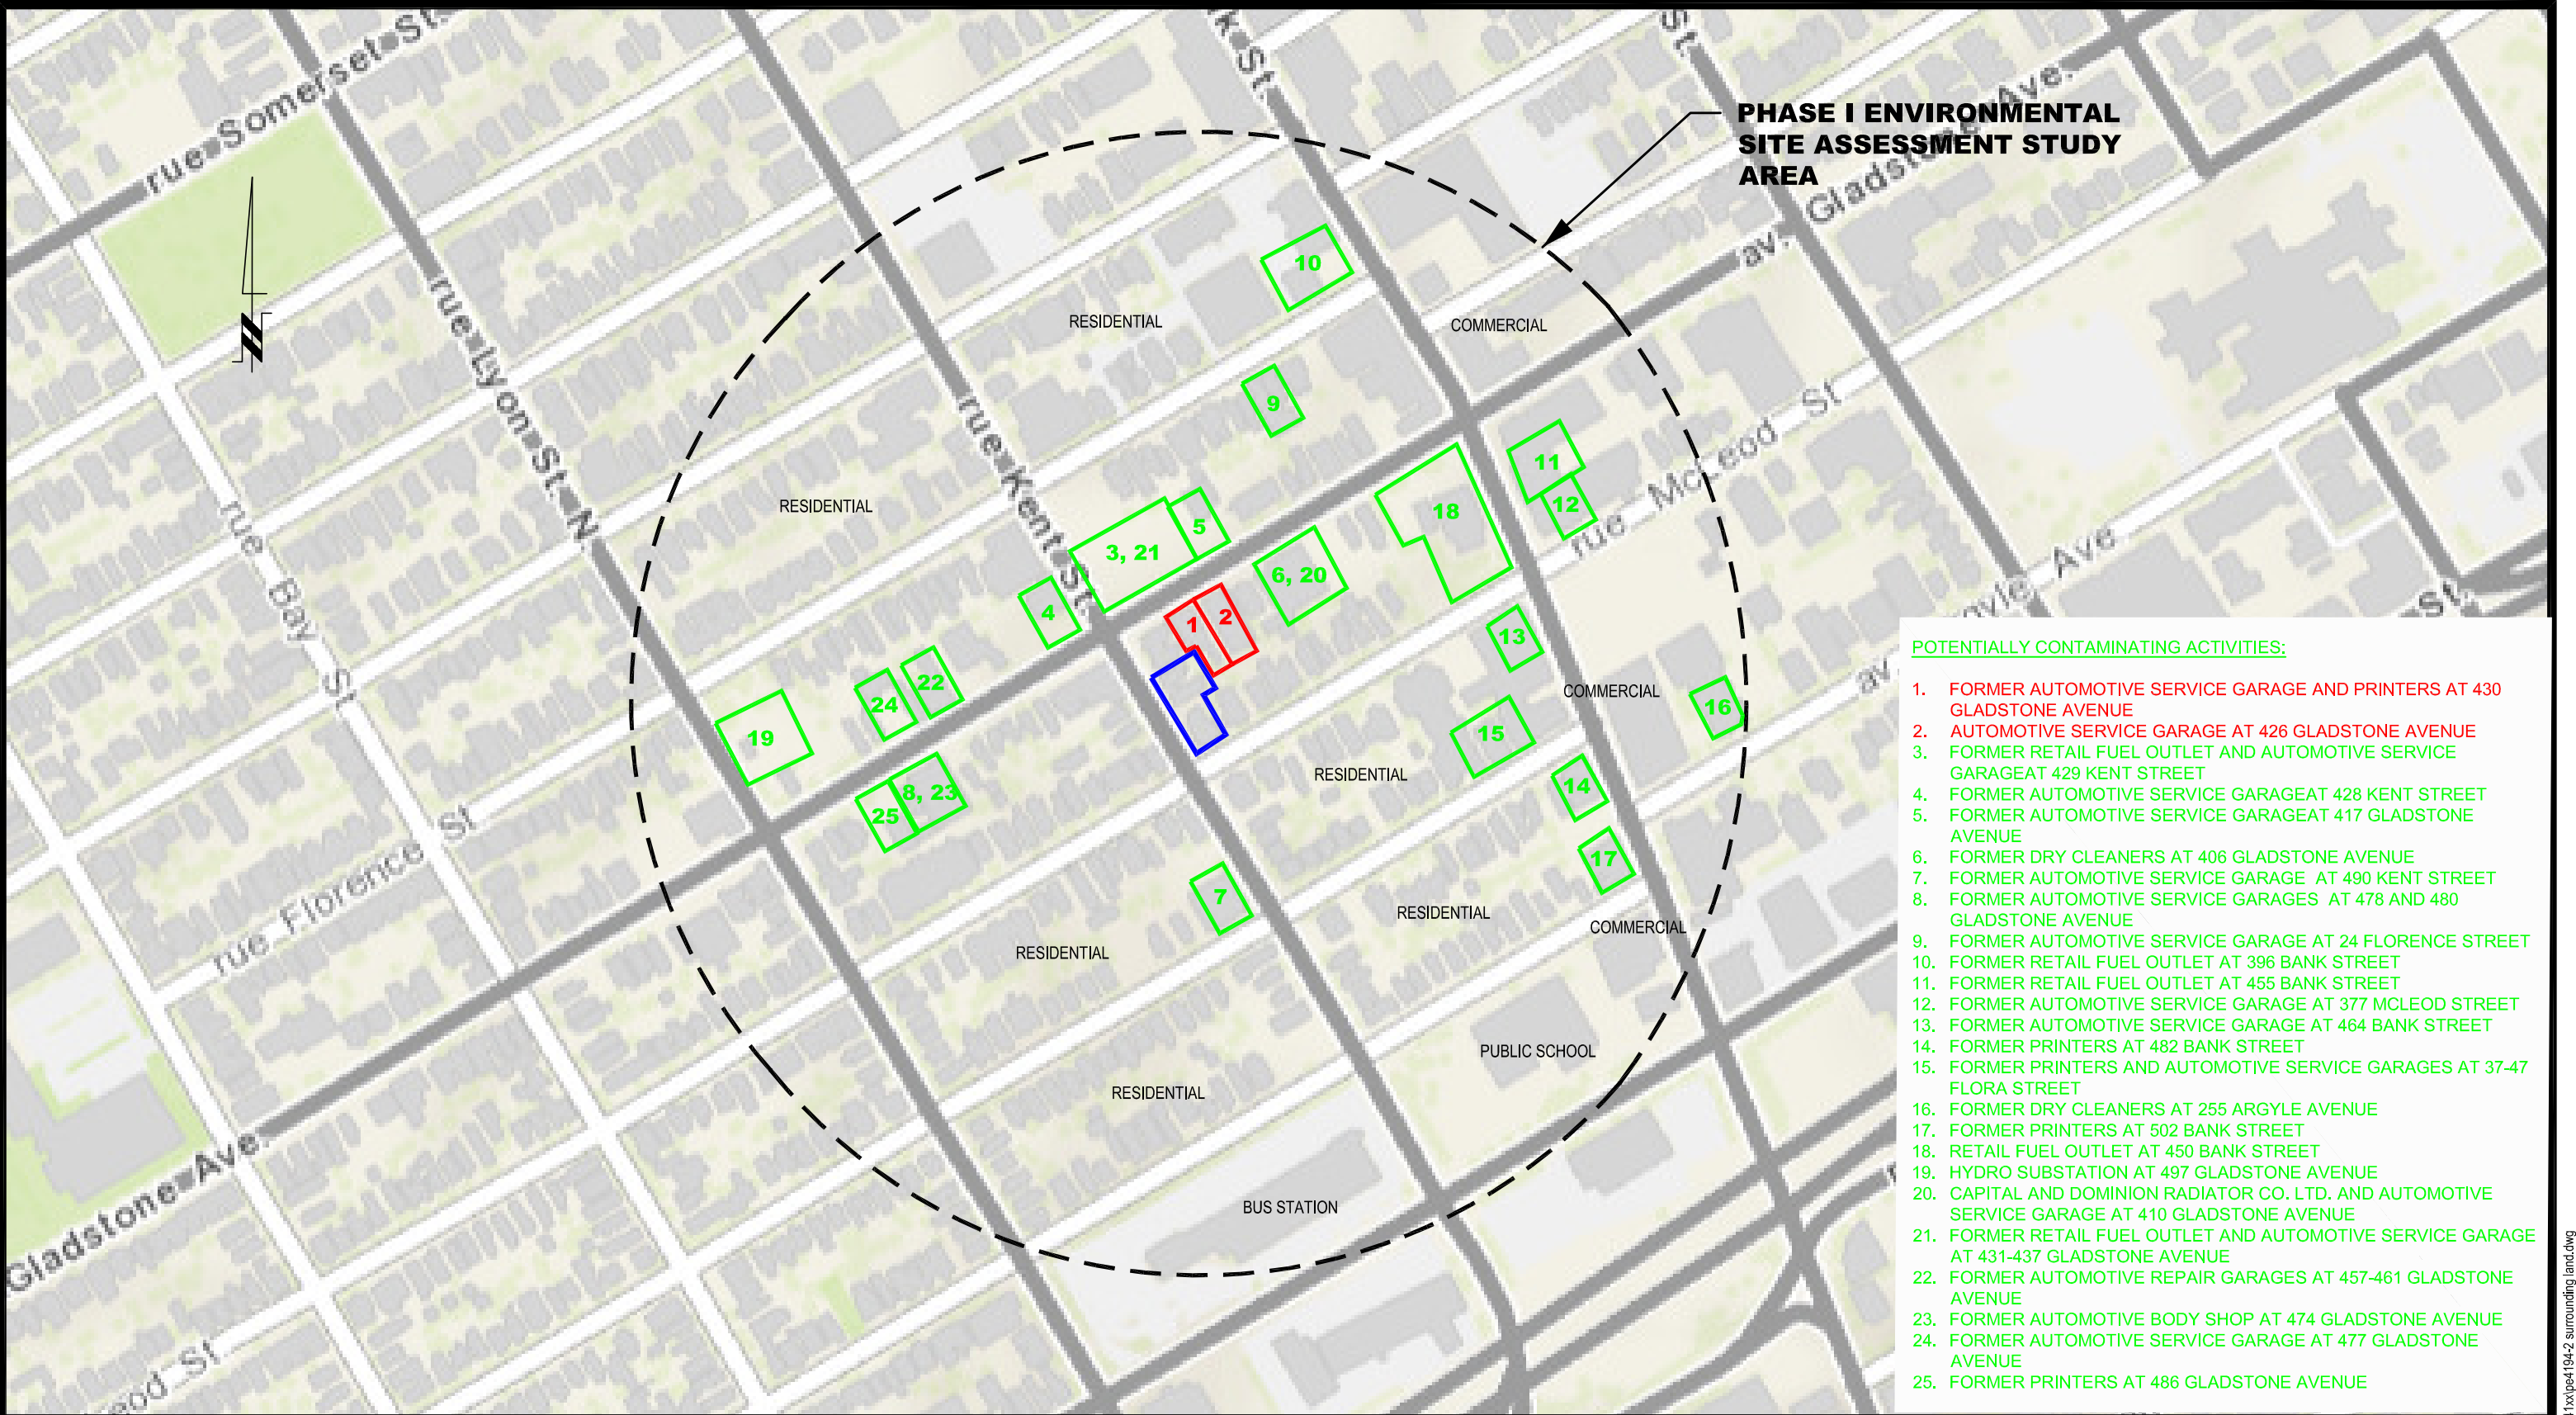 rue Somerset St
k St
St.
PHASE I ENVIRONMENTAL
SITE ASSESSMENT STUDY
AREA
av. Gladstone Ave.
rue Lyon St. N
rue Kent St.
rue Bay St
rue Florence St
Gladstone Ave.
rue McLeod St
Ave
St.
RESIDENTIAL
COMMERCIAL
RESIDENTIAL
10
9
11
12
18
5
3, 21
6, 20
4
1
2
13
22
24
19
COMMERCIAL
16
15
RESIDENTIAL
14
8, 23
25
17
7
RESIDENTIAL
COMMERCIAL
RESIDENTIAL
PUBLIC SCHOOL
RESIDENTIAL
BUS STATION
POTENTIALLY CONTAMINATING ACTIVITIES:
1. FORMER AUTOMOTIVE SERVICE GARAGE AND PRINTERS AT 430
GLADSTONE AVENUE
2. AUTOMOTIVE SERVICE GARAGE AT 426 GLADSTONE AVENUE
3. FORMER RETAIL FUEL OUTLET AND AUTOMOTIVE SERVICE
GARAGEAT 429 KENT STREET
4. FORMER AUTOMOTIVE SERVICE GARAGEAT 428 KENT STREET
5. FORMER AUTOMOTIVE SERVICE GARAGEAT 417 GLADSTONE
AVENUE
6. FORMER DRY CLEANERS AT 406 GLADSTONE AVENUE
7. FORMER AUTOMOTIVE SERVICE GARAGE AT 490 KENT STREET
8. FORMER AUTOMOTIVE SERVICE GARAGES AT 478 AND 480
GLADSTONE AVENUE
9. FORMER AUTOMOTIVE SERVICE GARAGE AT 24 FLORENCE STREET
10. FORMER RETAIL FUEL OUTLET AT 396 BANK STREET
11. FORMER RETAIL FUEL OUTLET AT 455 BANK STREET
12. FORMER AUTOMOTIVE SERVICE GARAGE AT 377 MCLEOD STREET
13. FORMER AUTOMOTIVE SERVICE GARAGE AT 464 BANK STREET
14. FORMER PRINTERS AT 482 BANK STREET
15. FORMER PRINTERS AND AUTOMOTIVE SERVICE GARAGES AT 37-47
FLORA STREET
16. FORMER DRY CLEANERS AT 255 ARGYLE AVENUE
17. FORMER PRINTERS AT 502 BANK STREET
18. RETAIL FUEL OUTLET AT 450 BANK STREET
19. HYDRO SUBSTATION AT 497 GLADSTONE AVENUE
20. CAPITAL AND DOMINION RADIATOR CO. LTD. AND AUTOMOTIVE
SERVICE GARAGE AT 410 GLADSTONE AVENUE
21. FORMER RETAIL FUEL OUTLET AND AUTOMOTIVE SERVICE GARAGE
AT 431-437 GLADSTONE AVENUE
22. FORMER AUTOMOTIVE REPAIR GARAGES AT 457-461 GLADSTONE
AVENUE
23. FORMER AUTOMOTIVE BODY SHOP AT 474 GLADSTONE AVENUE
24. FORMER AUTOMOTIVE SERVICE GARAGE AT 477 GLADSTONE
AVENUE
25. FORMER PRINTERS AT 486 GLADSTONE AVENUE
surrounding land.dwg